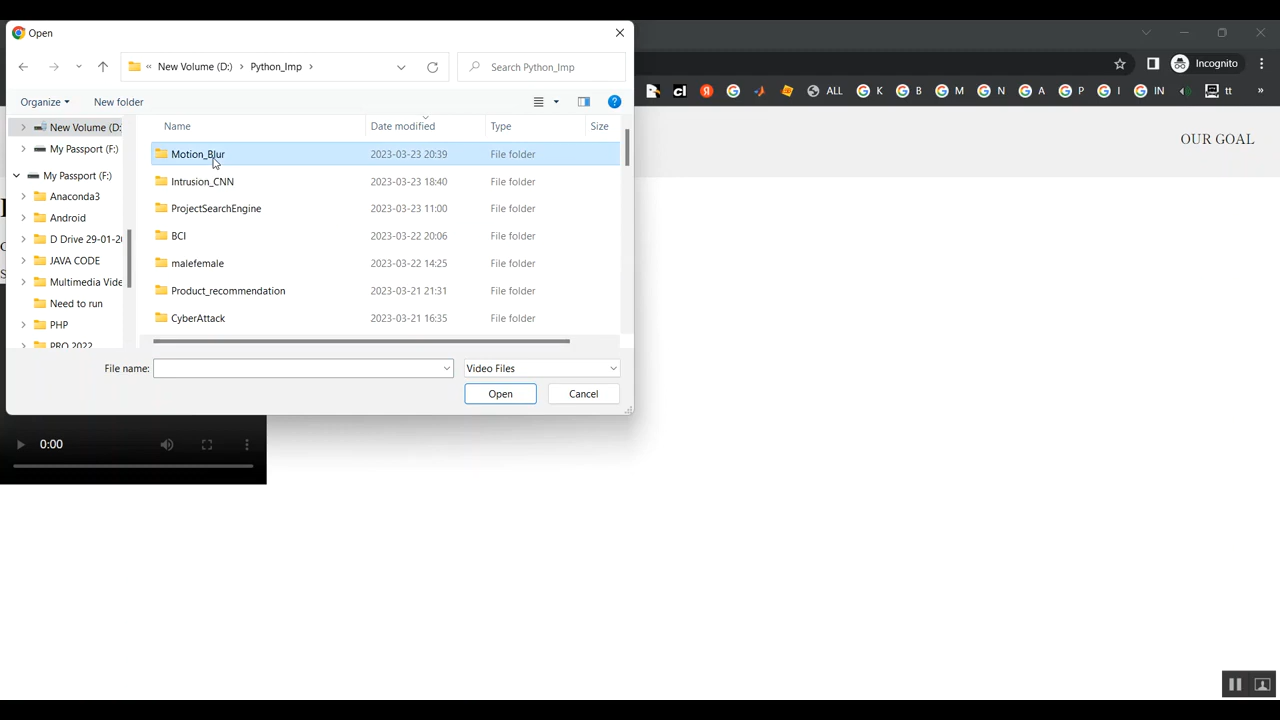 Open
Incognito
New Volume (D:) Python_Imp
Search Python_Imp
ALL K B M N A P I IN tt »
Organize New folder
OUR GOAL
Name Date modified Type Size
New Volume (D:
My Passport (F:)
My Passport (F:)
Anaconda3
Android
D Drive 29-01-20
JAVA CODE
Multimedia Vide
Need to run
PHP
PRO 2022
Motion_Blur 2023-03-23 20:39 File folder
Intrusion_CNN 2023-03-23 18:40 File folder
ProjectSearchEngine 2023-03-23 11:00 File folder
BCI 2023-03-22 20:06 File folder
malefemale 2023-03-22 14:25 File folder
Product_recommendation 2023-03-21 21:31 File folder
CyberAttack 2023-03-21 16:35 File folder
File name: Video Files
Open Cancel
0:00